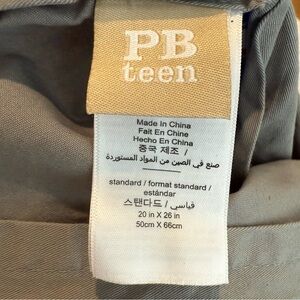 PB
teen
Made In China
Fait En Chine
Hecho En China
중국 제조 /
صنع في الصين من المواد المستوردة
standard / format standard /
estándar
스탠다드 / قياسي /
20 in X 26 in
50cm X 66cm